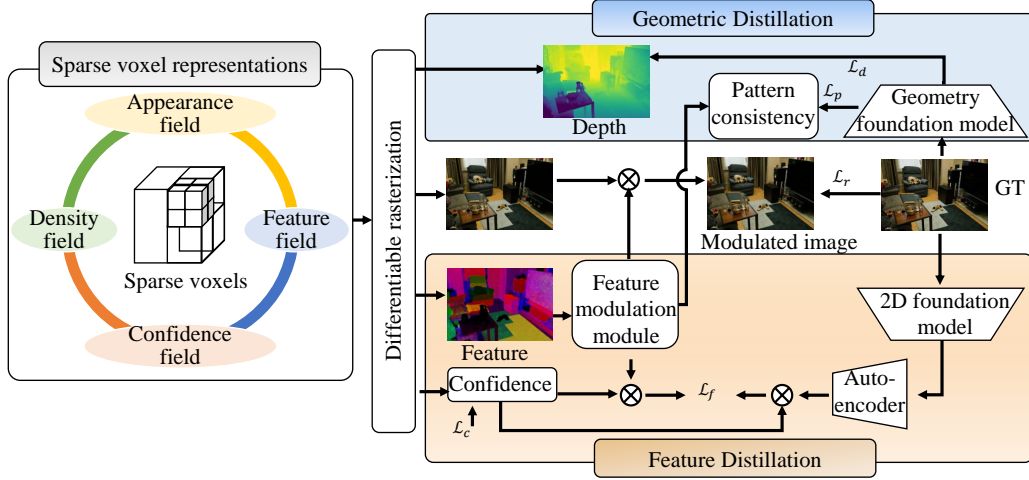 Geometric Distillation
Sparse voxel representations
Appearance
field
Density
field
Feature
field
Sparse voxels
Confidence
field
Differentiable rasterization
Depth
Pattern
consistency
ℒd
ℒp
Geometry
foundation model
ℒr
GT
Modulated image
Feature
modulation
module
Feature
2D foundation
model
Confidence
ℒf
Auto-
encoder
ℒc
Feature Distillation